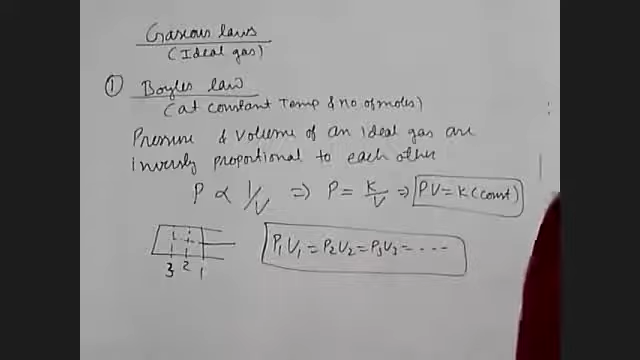 Gaseous laws
(Ideal gas)
① Boyles law
(at constant Temp & no of moles)
Pressure & Volume of an ideal gas are
inversly proportional to each other
P ∝ 1/V ⇒ P = K/V ⇒ PV = K (const)
P₁V₁ = P₂V₂ = P₃V₃ = - - - -
3 2 1